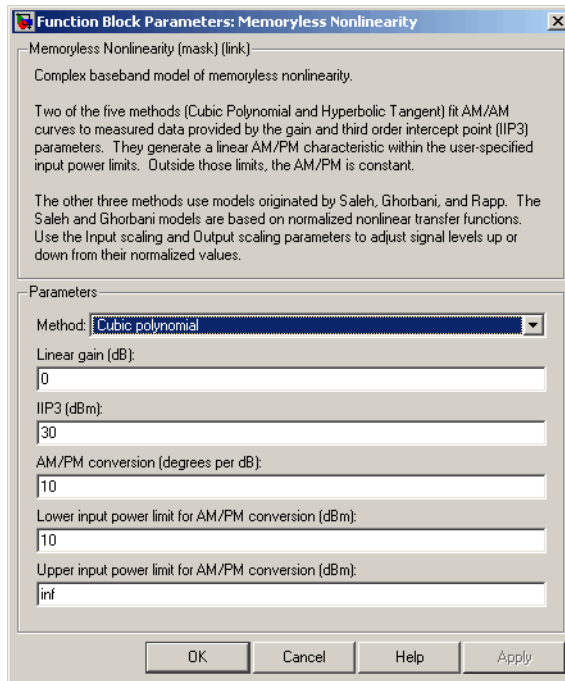 Function Block Parameters: Memoryless Nonlinearity
Memoryless Nonlinearity (mask) (link)
Complex baseband model of memoryless nonlinearity.
Two of the five methods (Cubic Polynomial and Hyperbolic Tangent) fit AM/AM
curves to measured data provided by the gain and third order intercept point (IIP3)
parameters. They generate a linear AM/PM characteristic within the user-specified
input power limits. Outside those limits, the AM/PM is constant.
The other three methods use models originated by Saleh, Ghorbani, and Rapp. The
Saleh and Ghorbani models are based on normalized nonlinear transfer functions.
Use the Input scaling and Output scaling parameters to adjust signal levels up or
down from their normalized values.
Parameters
Method: Cubic polynomial
Linear gain (dB):
0
IIP3 (dBm):
30
AM/PM conversion (degrees per dB):
10
Lower input power limit for AM/PM conversion (dBm):
10
Upper input power limit for AM/PM conversion (dBm):
inf
OK Cancel Help Apply